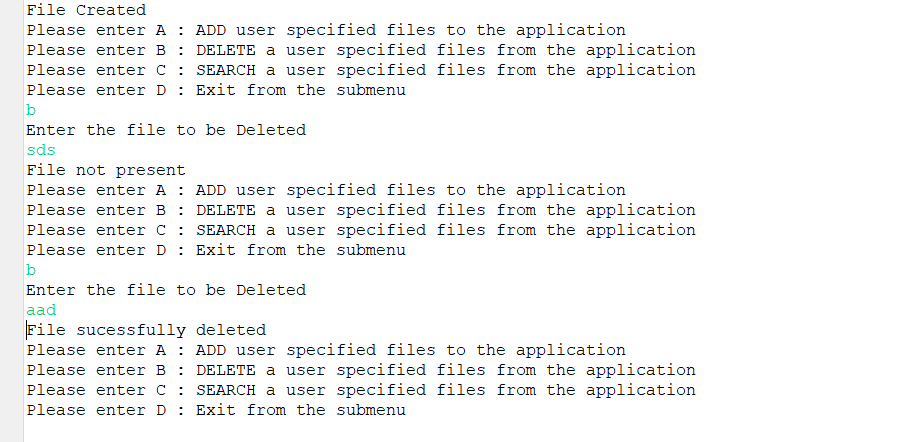 File Created
Please enter A : ADD user specified files to the application
Please enter B : DELETE a user specified files from the application
Please enter C : SEARCH a user specified files from the application
Please enter D : Exit from the submenu
b
Enter the file to be Deleted
sds
File not present
Please enter A : ADD user specified files to the application
Please enter B : DELETE a user specified files from the application
Please enter C : SEARCH a user specified files from the application
Please enter D : Exit from the submenu
b
Enter the file to be Deleted
aad
File sucessfully deleted
Please enter A : ADD user specified files to the application
Please enter B : DELETE a user specified files from the application
Please enter C : SEARCH a user specified files from the application
Please enter D : Exit from the submenu